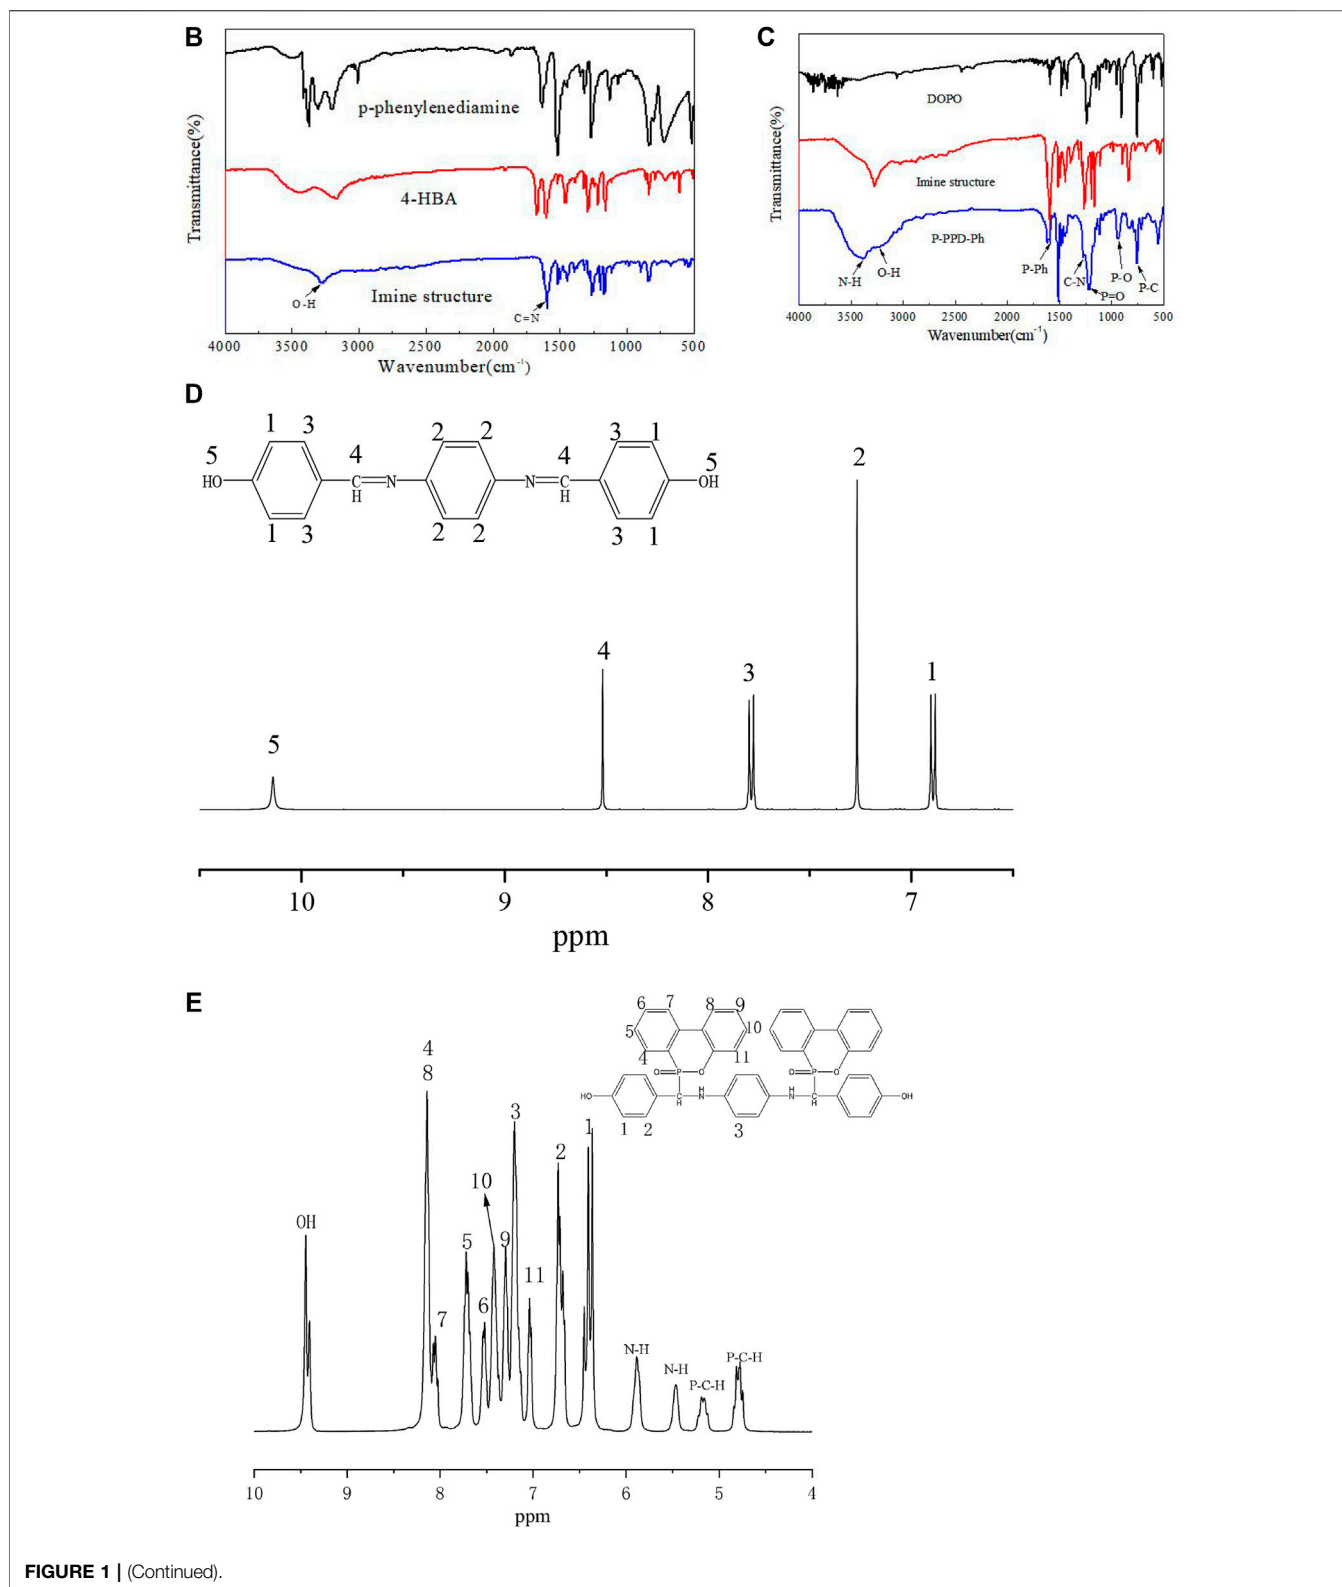 B
Transmittance(%)
p-phenylenediamine
4-HBA
O-H
Imine structure
C=N
4000 3500 3000 2500 2000 1500 1000 500
Wavenumber(cm-1)
C
Transmittance(%)
DOPO
Imine structure
P-PPD-Ph
N-H
O-H
P-Ph
C-N
P=O
P-O
P-C
4000 3500 3000 2500 2000 1500 1000 500
Wavenumber(cm-1)
D
1 3 2 2 3 1
5 4 4 5
HO C N N C OH
H H
1 3 2 2 3 1
5
4
3
2
1
10 9 8 7
ppm
E
6 7 8 9
5 10
4 11
O P O O P O
HO C H N H N H C H OH
1 2 3
OH
4
8
7
5
6
10
9
3
11
2
1
N-H
N-H
P-C-H
P-C-H
10 9 8 7 6 5 4
ppm
FIGURE 1 | (Continued).